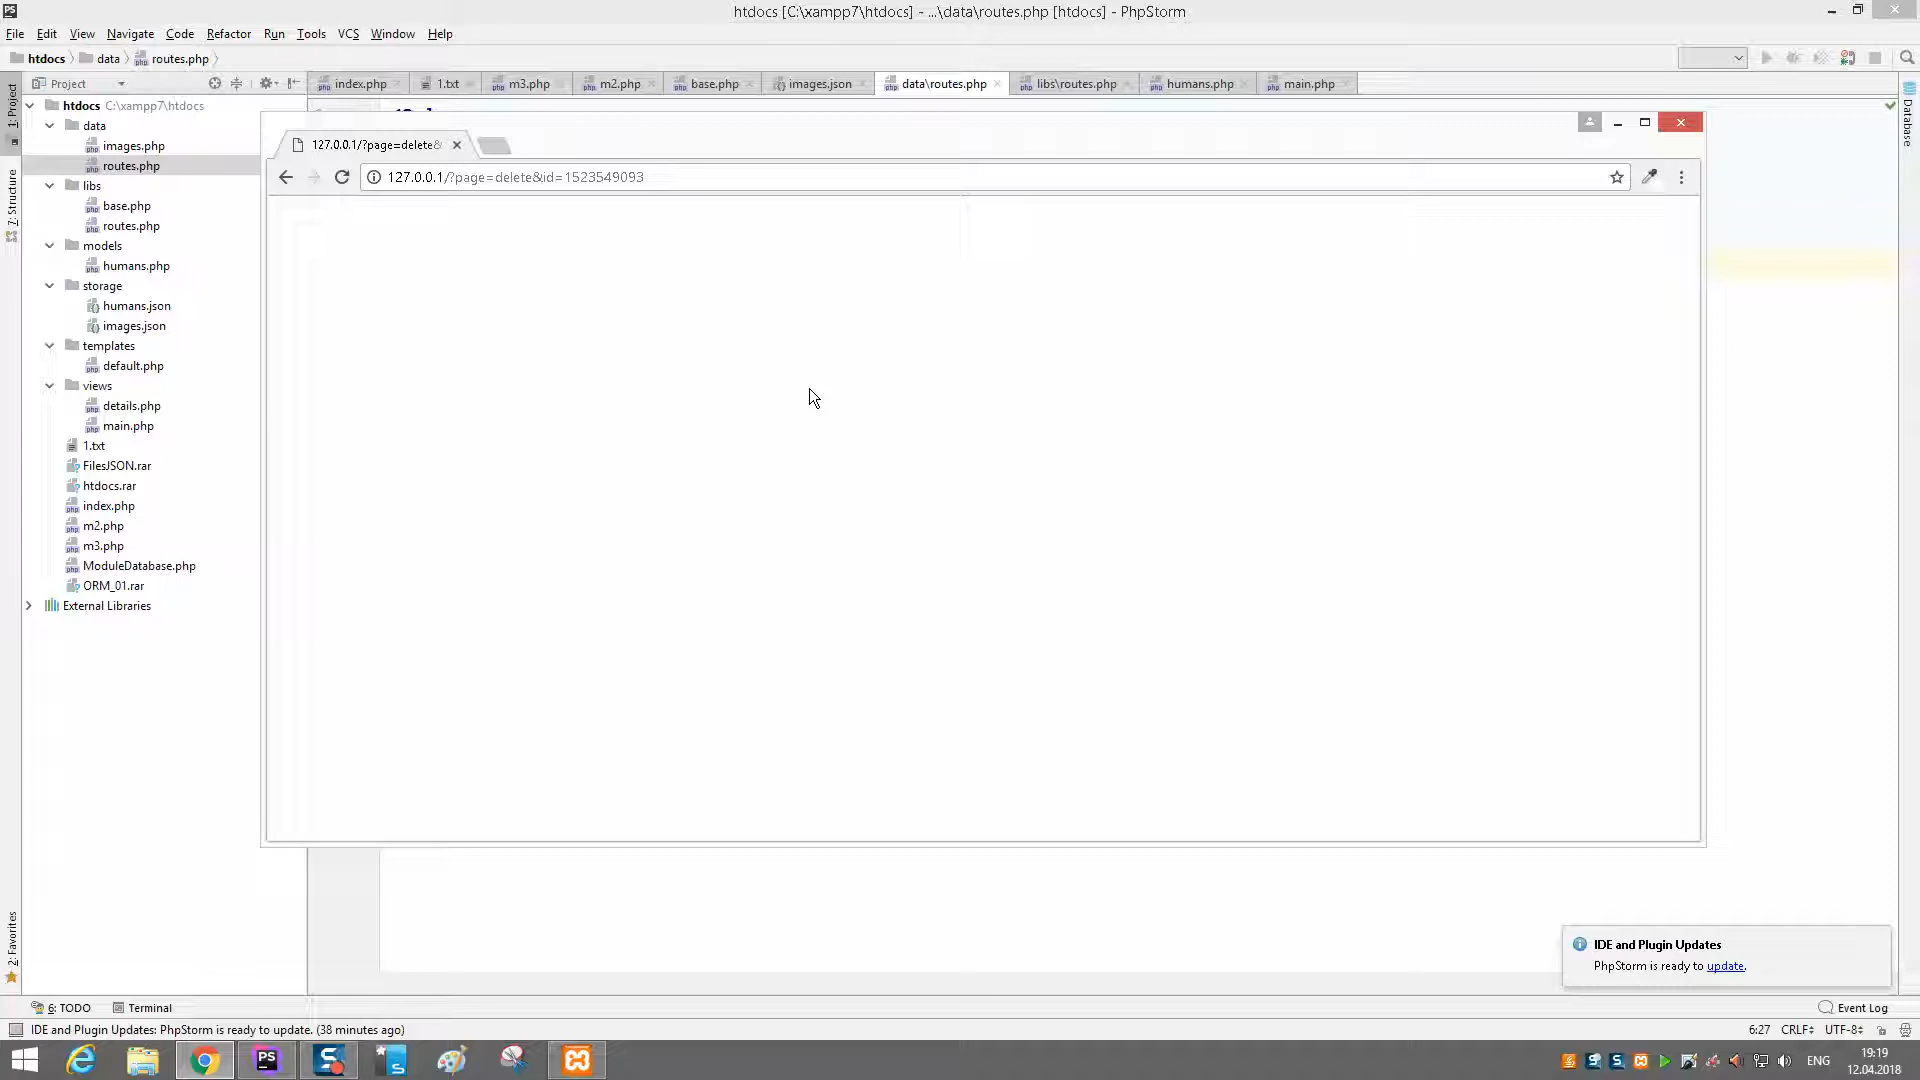 htdocs [C:\xampp7\htdocs] - ...\data\routes.php [htdocs] - PhpStorm
File Edit View Navigate Code Refactor Run Tools VCS Window Help
htdocs data routes.php
Project
index.php 1.txt m3.php m2.php base.php images.json data\routes.php libs\routes.php humans.php main.php
1: Project
7: Structure
2: Favorites
Database
htdocs C:\xampp7\htdocs
data
images.php
routes.php
libs
base.php
routes.php
models
humans.php
storage
humans.json
images.json
templates
default.php
views
details.php
main.php
1.txt
FilesJSON.rar
htdocs.rar
index.php
m2.php
m3.php
ModuleDatabase.php
ORM_01.rar
External Libraries
127.0.0.1/?page=delete&
127.0.0.1/?page=delete&id=1523549093
IDE and Plugin Updates
PhpStorm is ready to update.
6: TODO Terminal Event Log
IDE and Plugin Updates: PhpStorm is ready to update. (38 minutes ago) 6:27 CRLF UTF-8
ENG 19:19
12.04.2018